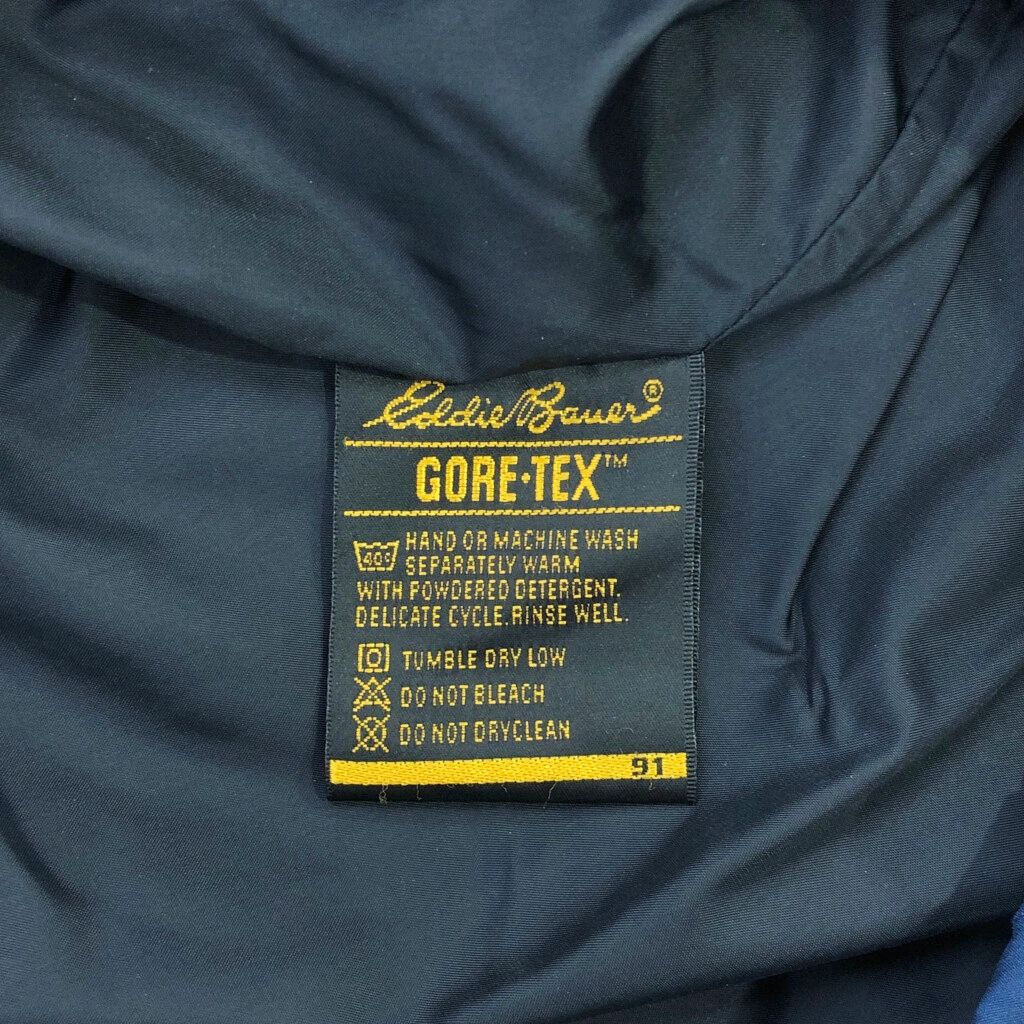 Eddie Bauer®
GORE·TEX™
40° HAND OR MACHINE WASH
SEPARATELY WARM
WITH POWDERED DETERGENT.
DELICATE CYCLE. RINSE WELL.
TUMBLE DRY LOW
DO NOT BLEACH
DO NOT DRYCLEAN
91